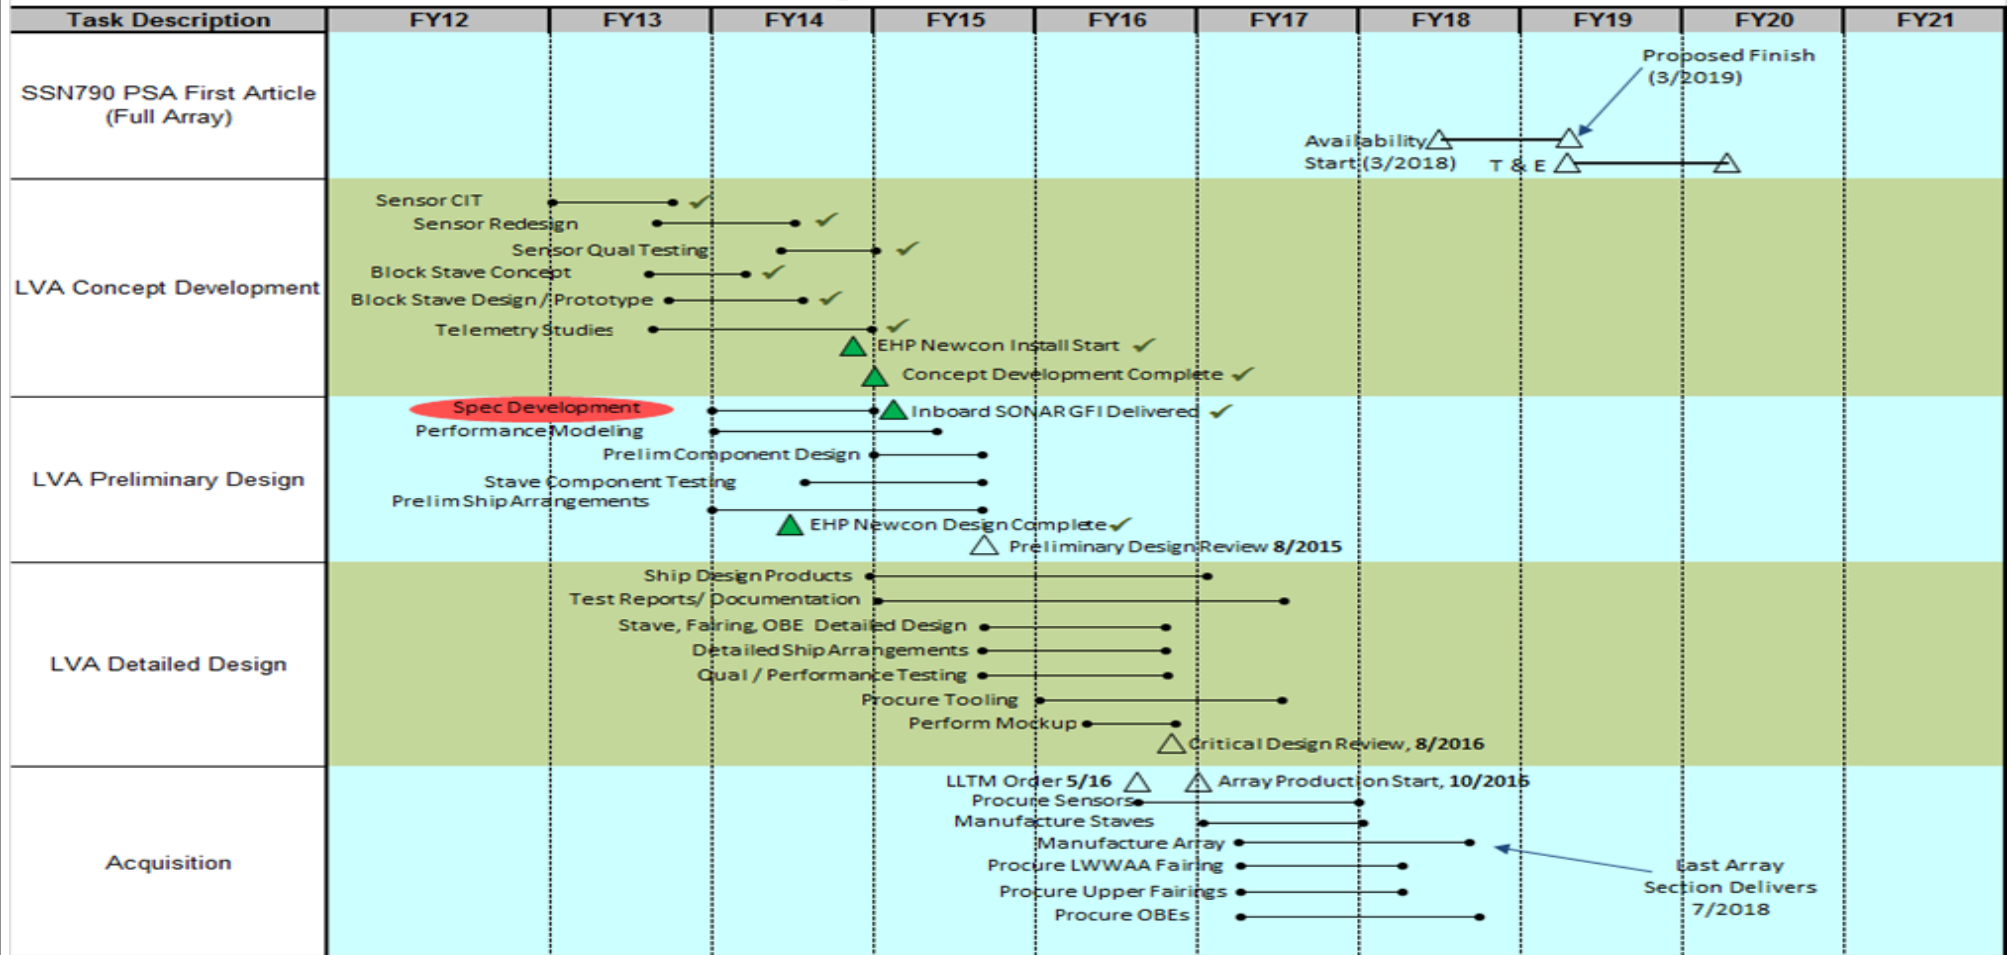 Task Description FY12 FY13 FY14 FY15 FY16 FY17 FY18 FY19 FY20 FY21
SSN790 PSA First Article
(Full Array)
Proposed Finish
(3/2019)
Availability
Start (3/2018)
T & E
LVA Concept Development
Sensor CIT
Sensor Redesign
Sensor Qual Testing
Block Stave Concept
Block Stave Design / Prototype
Telemetry Studies
EHP Newcon Install Start
Concept Development Complete
LVA Preliminary Design
Spec Development
Inboard SONAR GFI Delivered
Performance Modeling
Prelim Component Design
Stave Component Testing
Prelim Ship Arrangements
EHP Newcon Design Complete
Preliminary Design Review 8/2015
LVA Detailed Design
Ship Design Products
Test Reports/ Documentation
Stave, Fairing, OBE Detailed Design
Detailed Ship Arrangements
Qual / Performance Testing
Procure Tooling
Perform Mockup
Critical Design Review, 8/2016
Acquisition
LLTM Order 5/16
Array Production Start, 10/2016
Procure Sensors
Manufacture Staves
Manufacture Array
Procure LWWAA Fairing
Procure Upper Fairings
Procure OBEs
Last Array
Section Delivers
7/2018